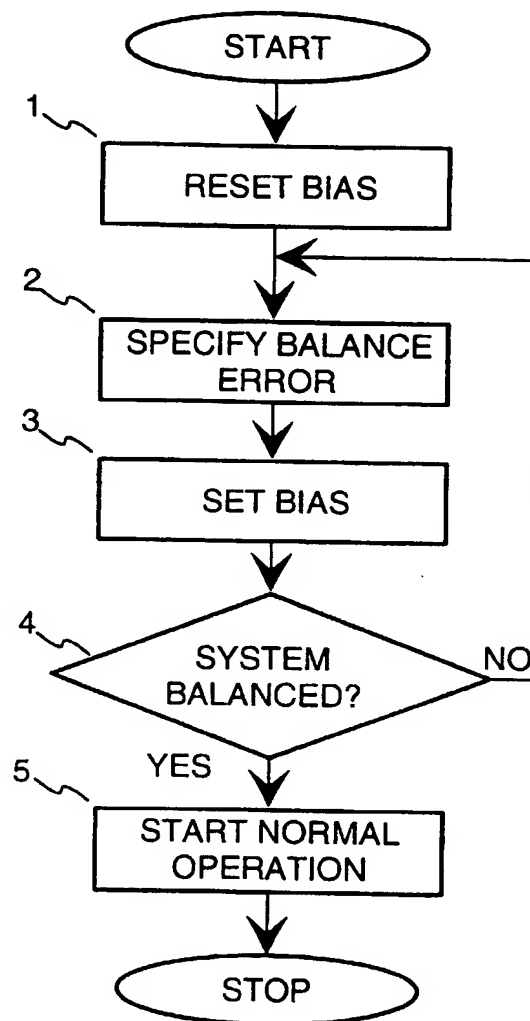 START
1
RESET BIAS
2
SPECIFY BALANCE
ERROR
3
SET BIAS
4
SYSTEM
BALANCED?
NO
YES
5
START NORMAL
OPERATION
STOP